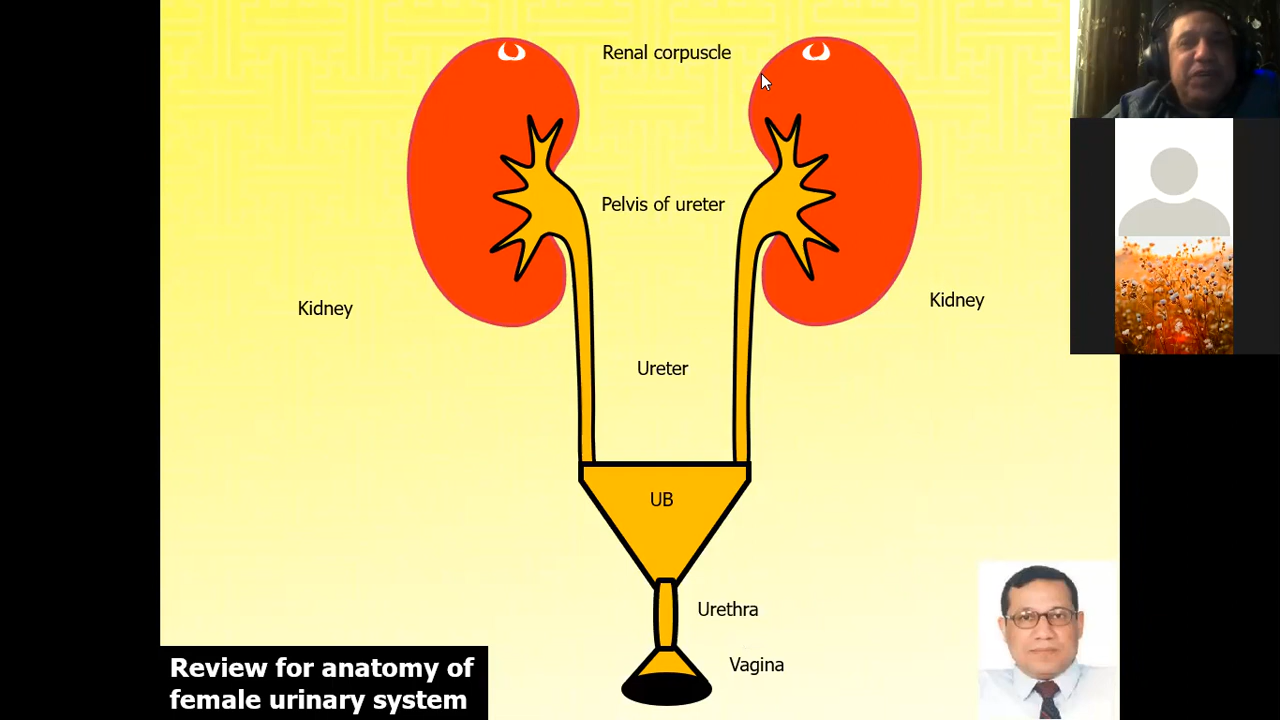 Renal corpuscle
Pelvis of ureter
Kidney
Kidney
Ureter
UB
Urethra
Vagina
Review for anatomy of
female urinary system